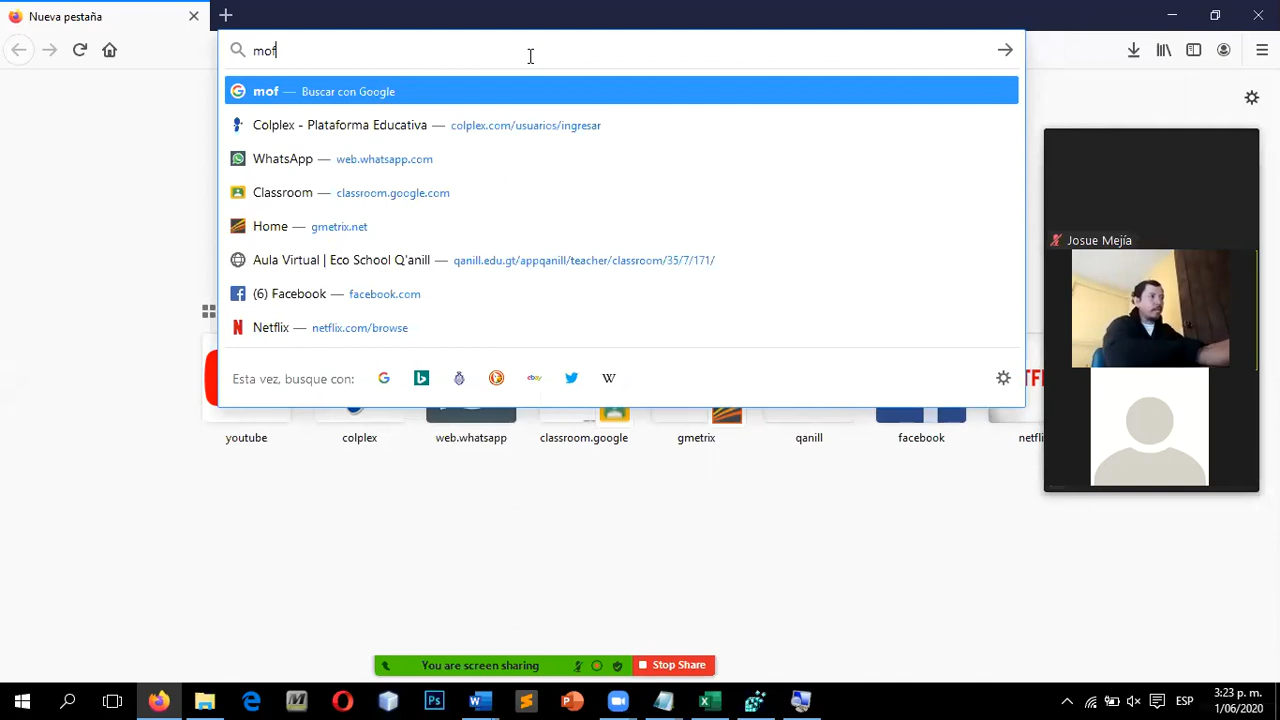 Nueva pestaña
mof
mof — Buscar con Google
Colplex - Plataforma Educativa — colplex.com/usuarios/ingresar
WhatsApp — web.whatsapp.com
Classroom — classroom.google.com
Home — gmetrix.net
Aula Virtual | Eco School Q'anill — qanill.edu.gt/appqanill/teacher/classroom/35/7/171/
(6) Facebook — facebook.com
Netflix — netflix.com/browse
Esta vez, busque con:
ebay
W
youtube
colplex
web.whatsapp
classroom.google
gmetrix
qanill
facebook
netfl
Josue Mejía
You are screen sharing
Stop Share
ESP
3:23 p. m.
1/06/2020